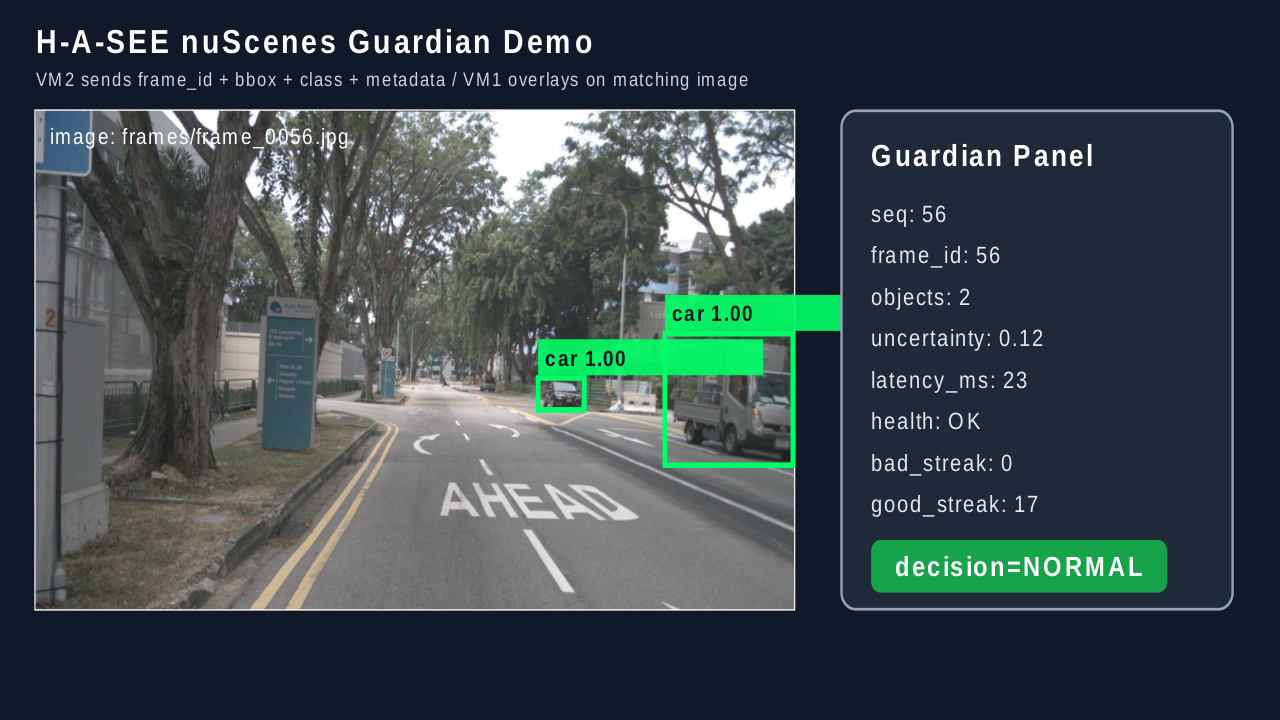 H-A-SEE nuScenes Guardian Demo
VM2 sends frame_id + bbox + class + metadata / VM1 overlays on matching image
image: frames/frame_0056.jpg
car 1.00
car 1.00
2
AHEAD
Guardian Panel
seq: 56
frame_id: 56
objects: 2
uncertainty: 0.12
latency_ms: 23
health: OK
bad_streak: 0
good_streak: 17
decision=NORMAL